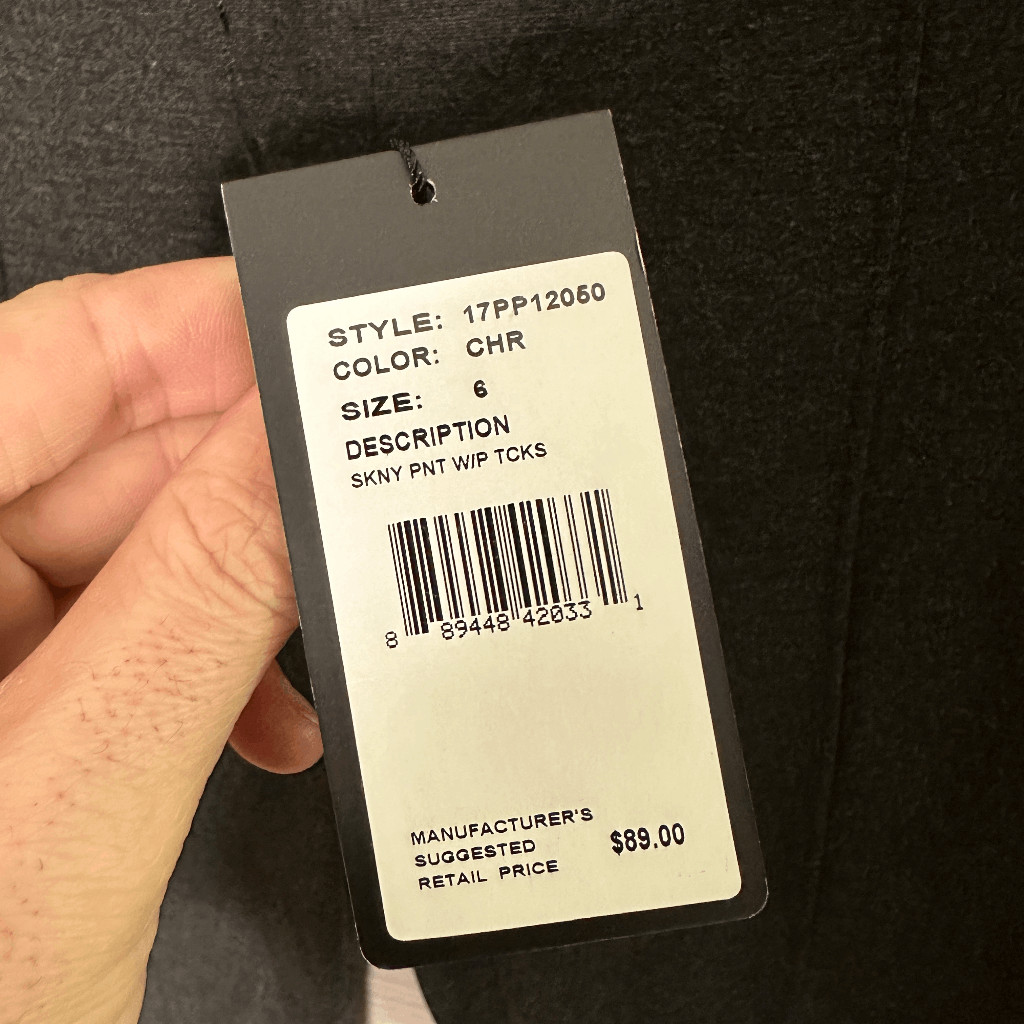 STYLE: 17PP12050
COLOR: CHR
SIZE: 6
DESCRIPTION
SKNY PNT W/P TCKS
8 89448 42033 1
MANUFACTURER'S
SUGGESTED
RETAIL PRICE $89.00